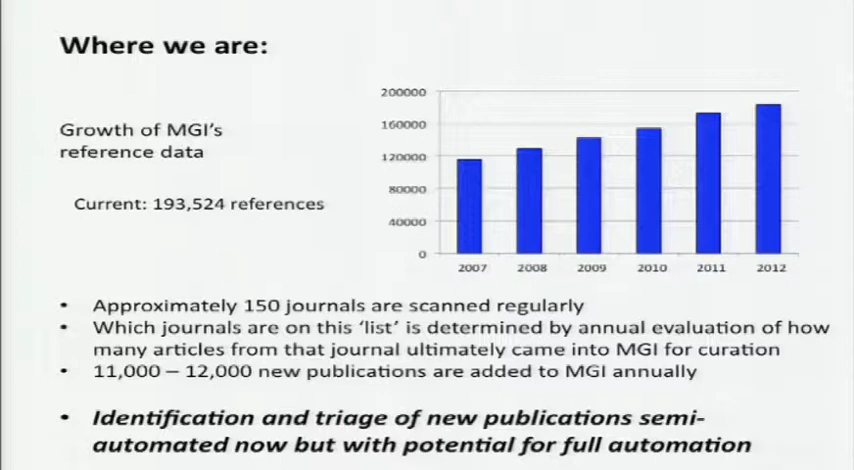 Where we are:
Growth of MGI's
reference data
Current: 193,524 references
200000
160000
120000
80000
40000
0
2007 2008 2009 2010 2011 2012
• Approximately 150 journals are scanned regularly
• Which journals are on this 'list' is determined by annual evaluation of how
many articles from that journal ultimately came into MGI for curation
• 11,000 – 12,000 new publications are added to MGI annually
• Identification and triage of new publications semi-
automated now but with potential for full automation